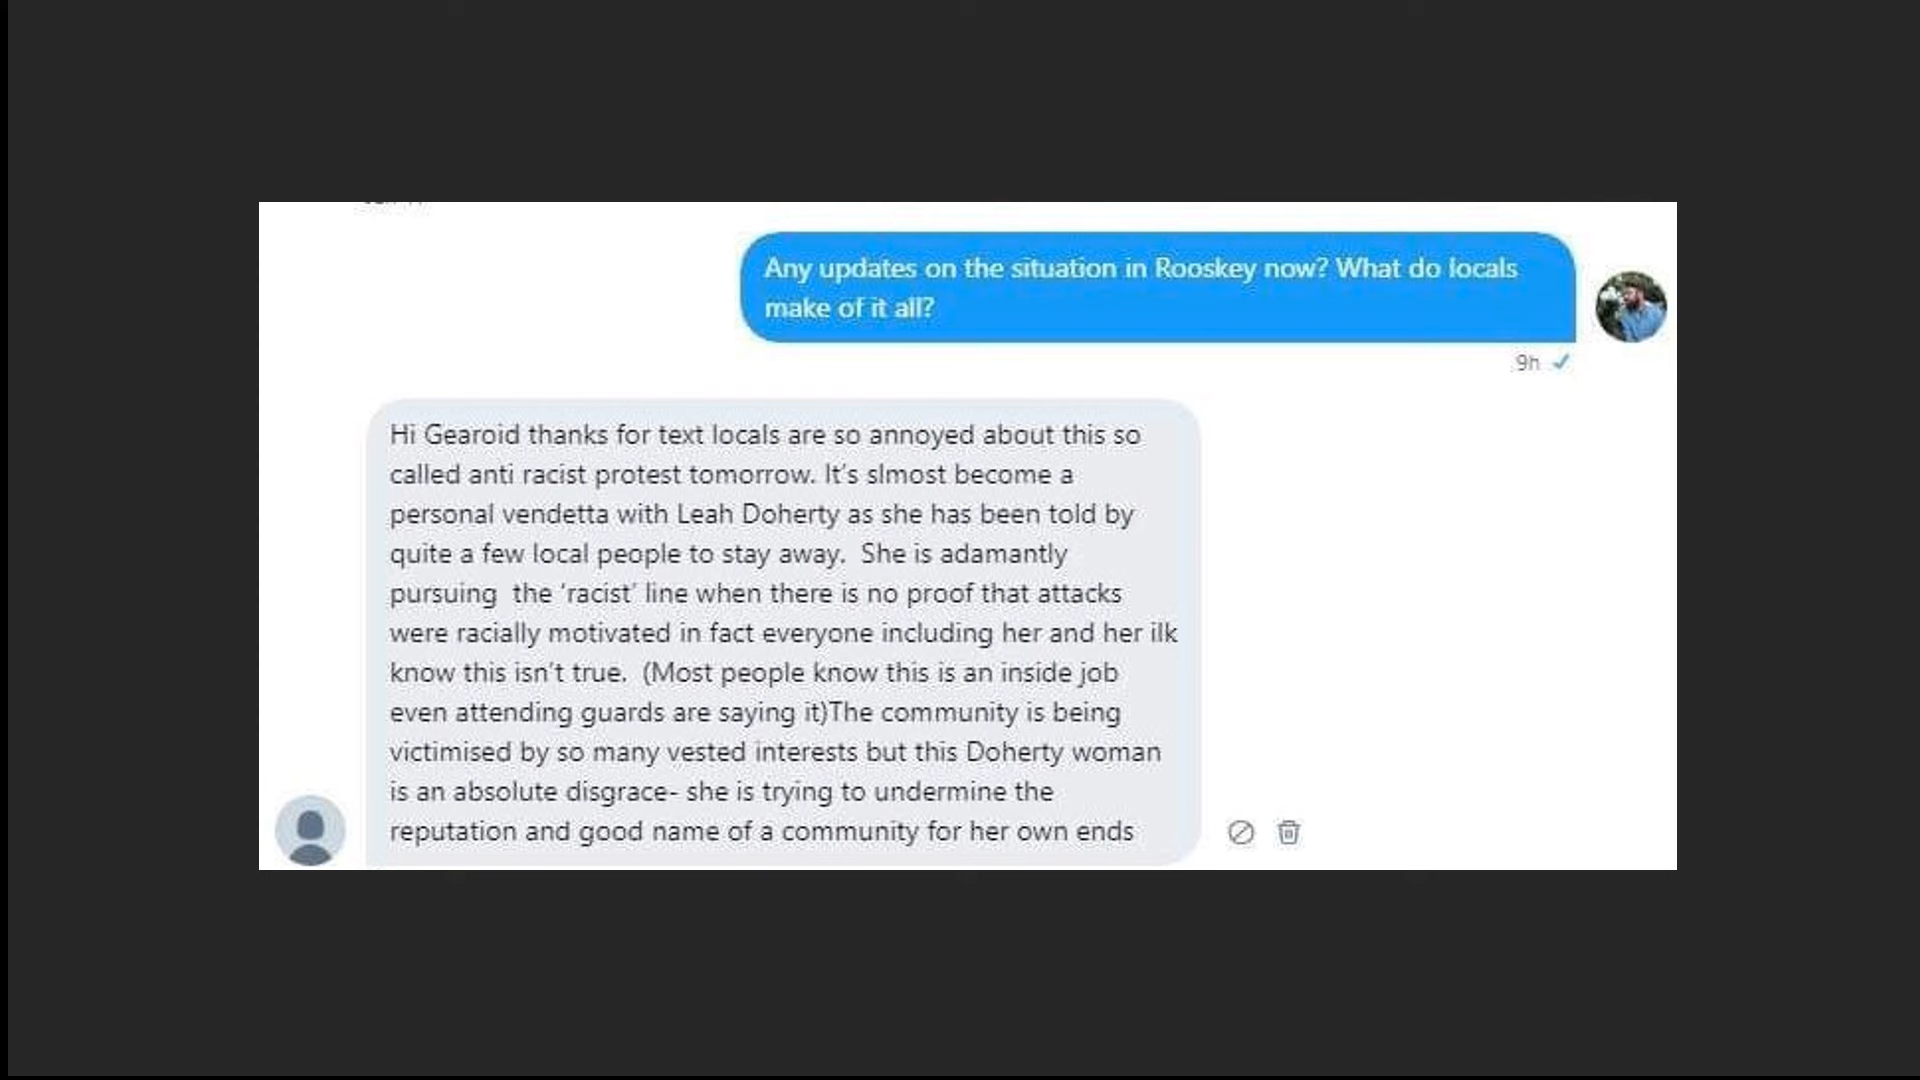 Any updates on the situation in Rooskey now? What do locals
make of it all?
9h
Hi Gearoid thanks for text locals are so annoyed about this so
called anti racist protest tomorrow. It's slmost become a
personal vendetta with Leah Doherty as she has been told by
quite a few local people to stay away.  She is adamantly
pursuing  the 'racist' line when there is no proof that attacks
were racially motivated in fact everyone including her and her ilk
know this isn't true.  (Most people know this is an inside job
even attending guards are saying it)The community is being
victimised by so many vested interests but this Doherty woman
is an absolute disgrace- she is trying to undermine the
reputation and good name of a community for her own ends